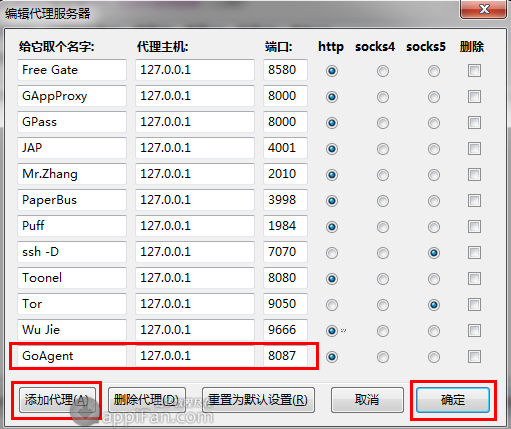 编辑代理服务器
给它取个名字: 代理主机: 端口: http socks4 socks5 删除
Free Gate 127.0.0.1 8580
GAppProxy 127.0.0.1 8000
GPass 127.0.0.1 8000
JAP 127.0.0.1 4001
Mr.Zhang 127.0.0.1 2010
PaperBus 127.0.0.1 3998
Puff 127.0.0.1 1984
ssh -D 127.0.0.1 7070
Toonel 127.0.0.1 8080
Tor 127.0.0.1 9050
Wu Jie 127.0.0.1 9666
GoAgent 127.0.0.1 8087
添加代理(A) 删除代理(D) 重置为默认设置(R) 取消 确定
appiFan.com